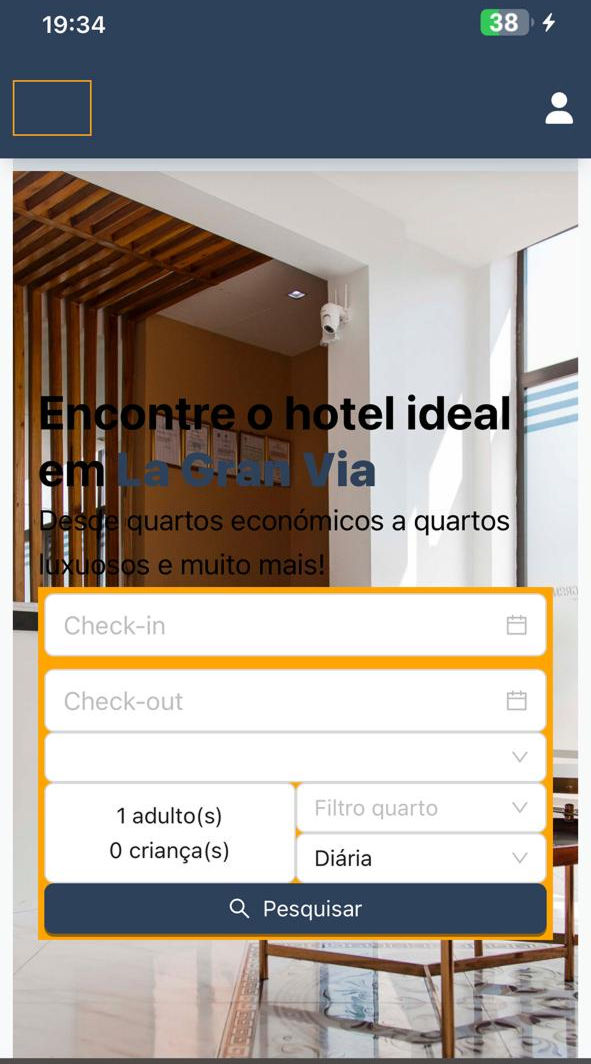 19:34
38
Encontre o hotel ideal
em La Gran Via
Desde quartos económicos a quartos
luxuosos e muito mais!
Check-in
Check-out
1 adulto(s)
0 criança(s)
Filtro quarto
Diária
Pesquisar